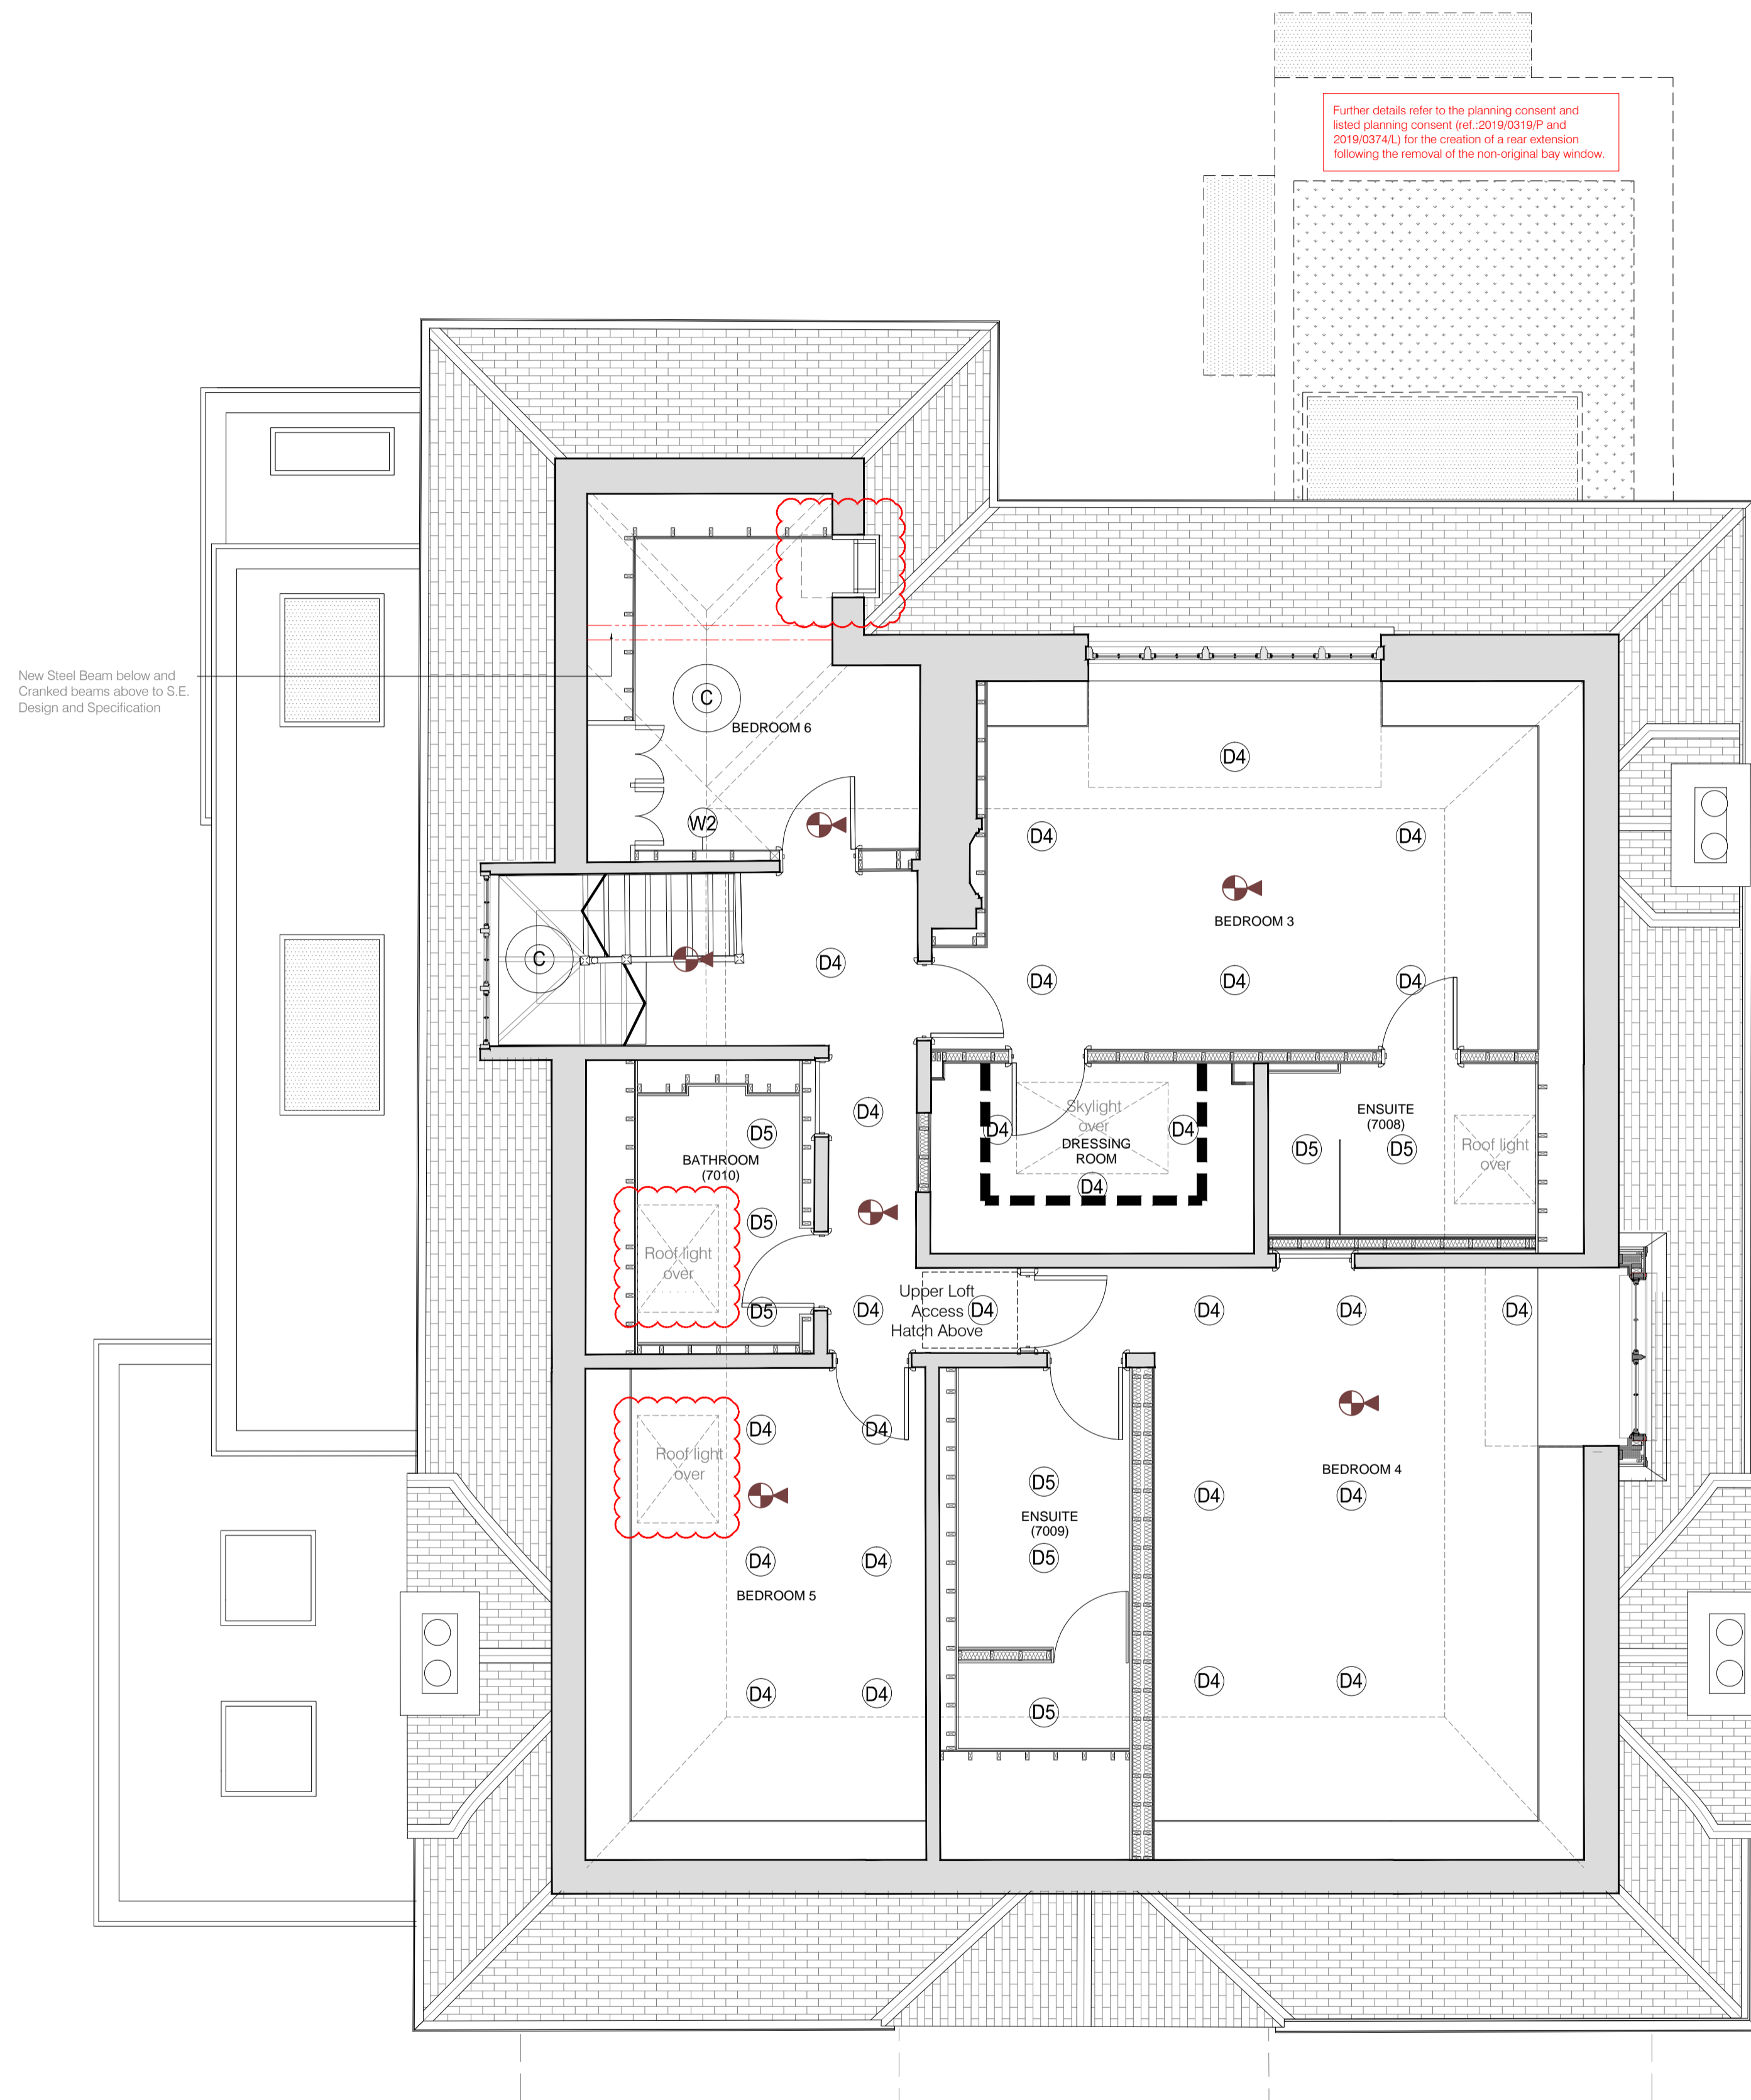 Further details refer to the planning consent and
listed planning consent (ref.:2019/0319/P and
2019/0374/L) for the creation of a rear extension
following the removal of the non-original bay window.
New Steel Beam below and
Cranked beams above to S.E.
Design and Specification
C
BEDROOM 6
W2
D4
D4
D4
BEDROOM 3
C
D4
D4
D4
D4
D4
D5
BATHROOM
(7010)
D5
Roof light
over
D5
Skylight
over
D4
D4
DRESSING
ROOM
D4
ENSUITE
(7008)
D5
D5
Roof light
over
D4
Upper Loft
Access
Hatch Above
D4
D4
D4
D4
Roof light
over
D4
D4
D4
D4
BEDROOM 5
D4
D4
D5
ENSUITE
(7009)
D5
D5
BEDROOM 4
D4
D4
D4
D4